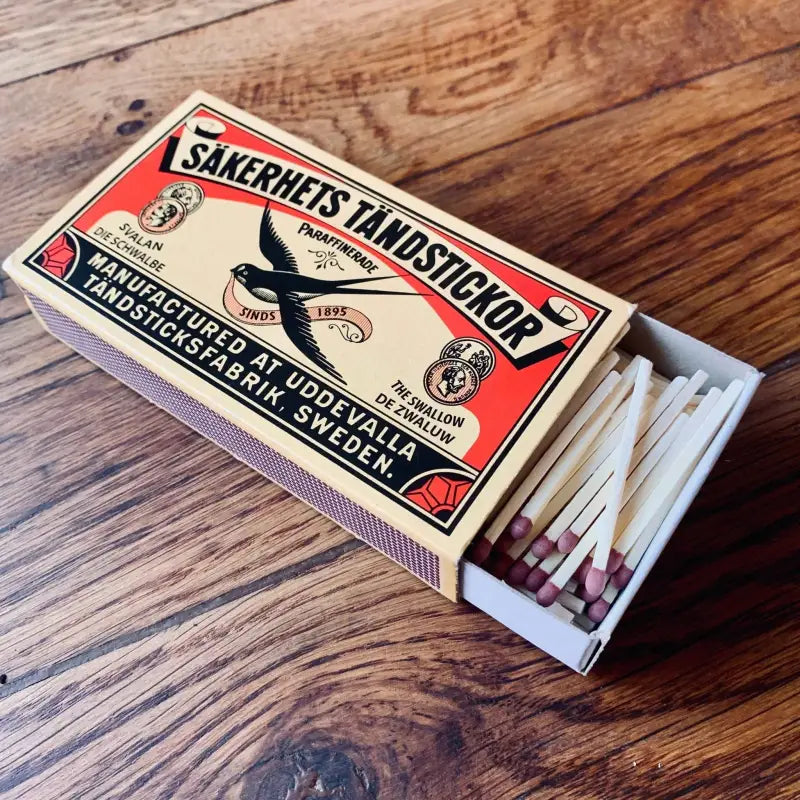 SÄKERHETS TÄNDSTICKOR
PARAFFINERADE
SVALAN
DIE SCHWALBE
SINDS 1895
THE SWALLOW
DE ZWALUW
MANUFACTURED AT UDDEVALLA
TÄNDSTICKSFABRIK, SWEDEN.